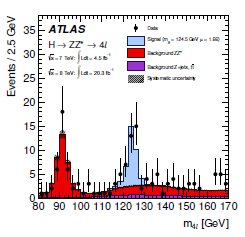 Events / 2.5 GeV
35
30
25
20
15
10
5
0
ATLAS
H → ZZ* → 4l
√s = 7 TeV: ∫Ldt = 4.5 fb⁻¹
√s = 8 TeV: ∫Ldt = 20.3 fb⁻¹
Data
Signal (m_H = 124.5 GeV μ = 1.66)
Background ZZ*
Background Z+jets, tt̄
Systematic uncertainty
80 90 100 110 120 130 140 150 160 170
m4l [GeV]